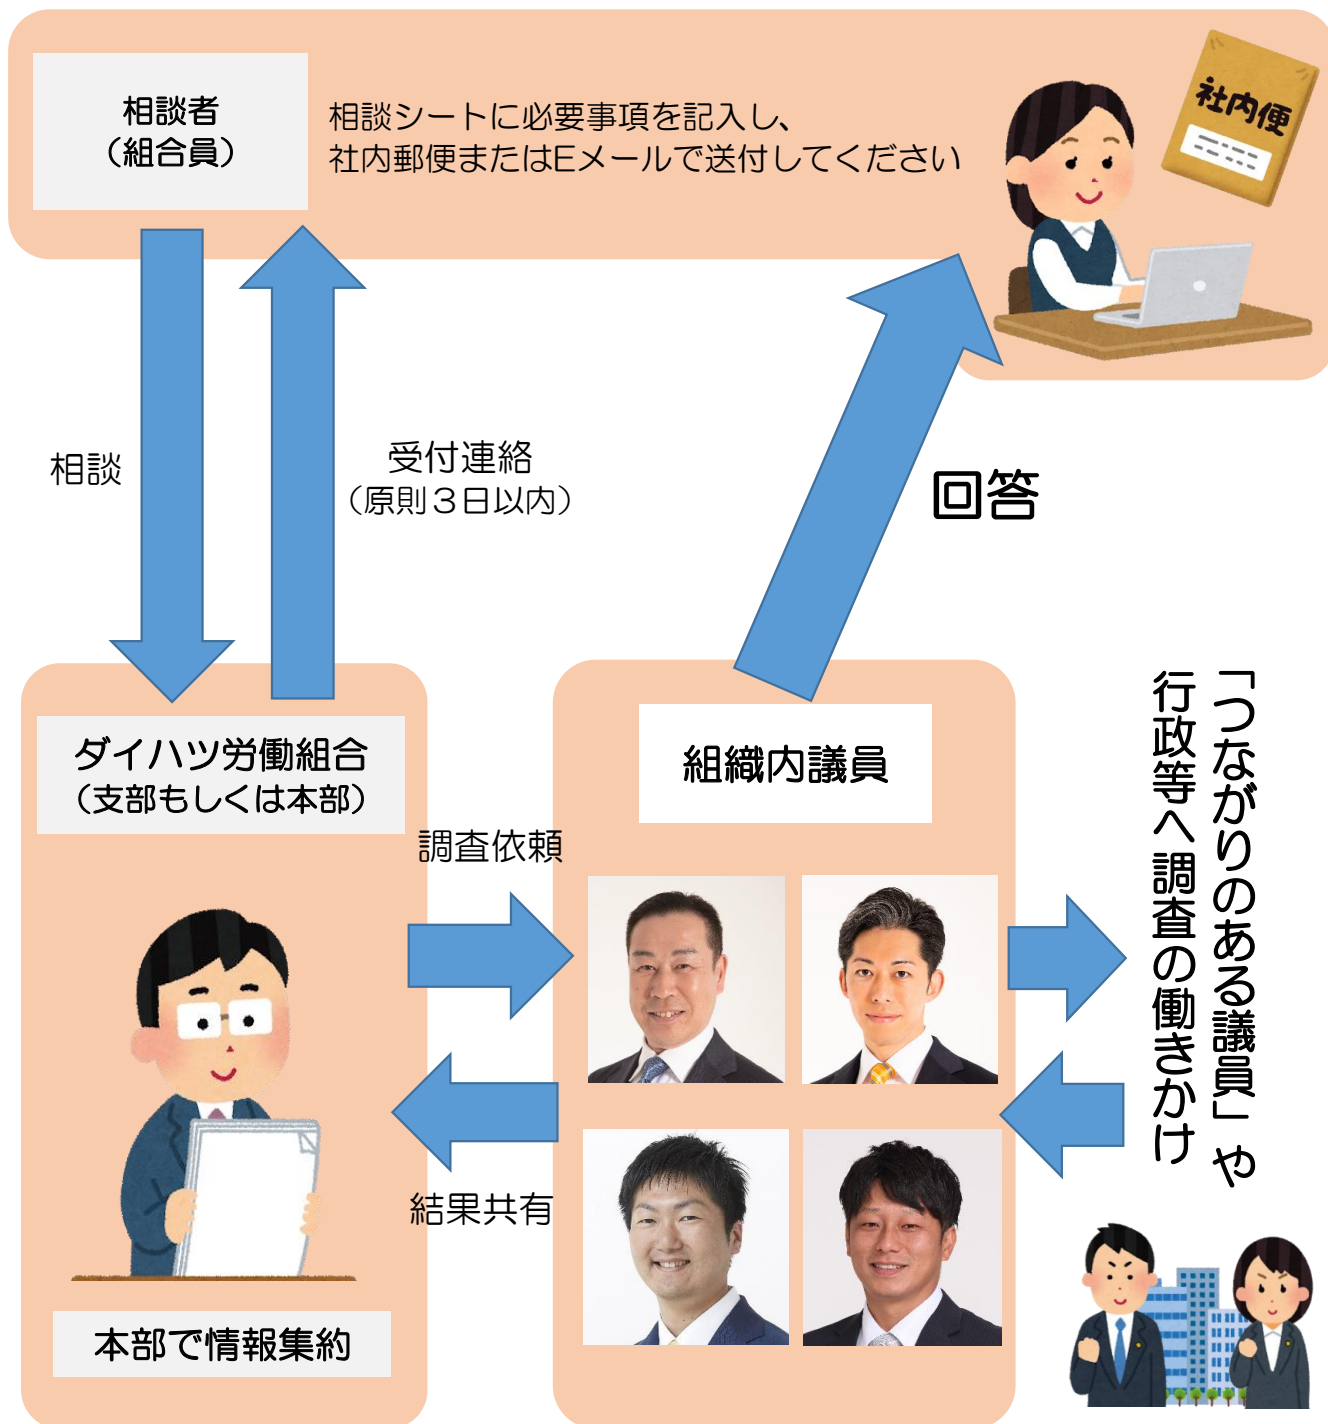 相談者
（組合員）
相談シートに必要事項を記入し、
社内郵便またはEメールで送付してください
社内便
相談
受付連絡
（原則３日以内）
回答
ダイハツ労働組合
（支部もしくは本部）
組織内議員
「つながりのある議員」や
行政等へ調査の働きかけ
調査依頼
結果共有
本部で情報集約